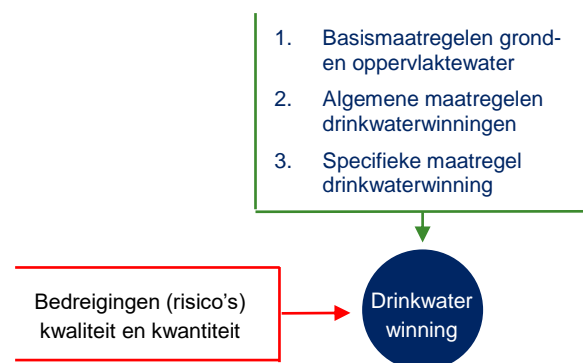 1. Basismaatregelen grond-
en oppervlaktewater
2. Algemene maatregelen
drinkwaterwinningen
3. Specifieke maatregel
drinkwaterwinning
Bedreigingen (risico's)
kwaliteit en kwantiteit
Drinkwater
winning